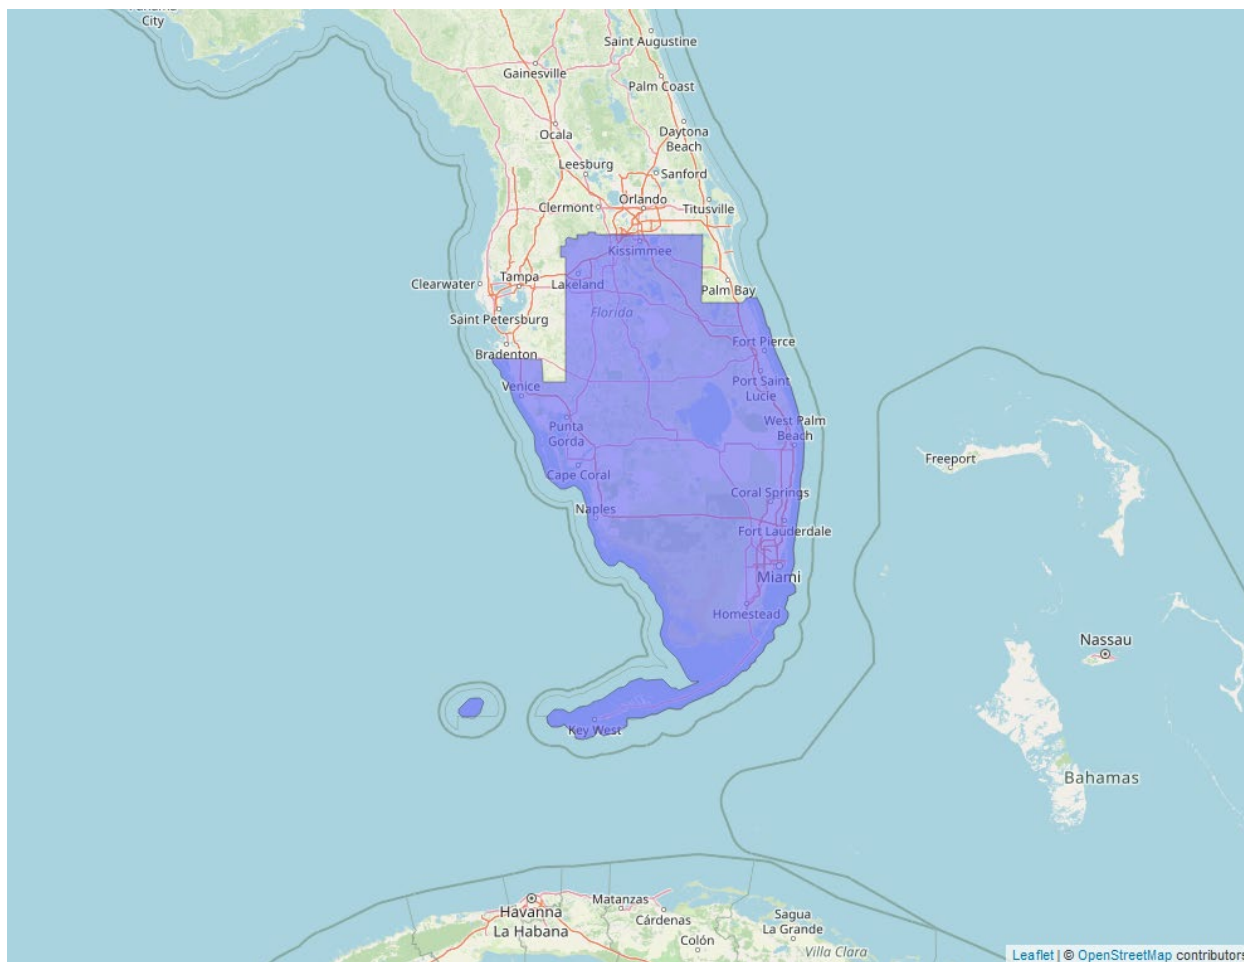 City
Saint Augustine
Gainesville
Palm Coast
Ocala
Daytona
Beach
Leesburg
Sanford
Orlando
Clermont
Titusville
Kissimmee
Tampa
Clearwater
Lakeland
Palm Bay
Florida
Saint Petersburg
Fort Pierce
Bradenton
Port Saint
Lucie
Venice
Punta
Gorda
West Palm
Beach
Freeport
Cape Coral
Coral Springs
Naples
Fort Lauderdale
Miami
Homestead
Nassau
Key West
Bahamas
Matanzas
Havanna
La Habana
Cárdenas
Sagua
La Grande
Colón
Villa Clara
Leaflet | © OpenStreetMap contributors